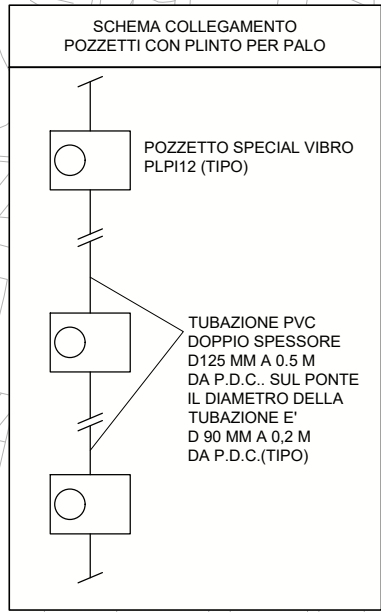 SCHEMA COLLEGAMENTO
POZZETTI CON PLINTO PER PALO
POZZETTO SPECIAL VIBRO
PLPI12 (TIPO)
TUBAZIONE PVC
DOPPIO SPESSORE
D125 MM A 0.5 M
DA P.D.C.. SUL PONTE
IL DIAMETRO DELLA
TUBAZIONE E'
D 90 MM A 0,2 M
DA P.D.C.(TIPO)